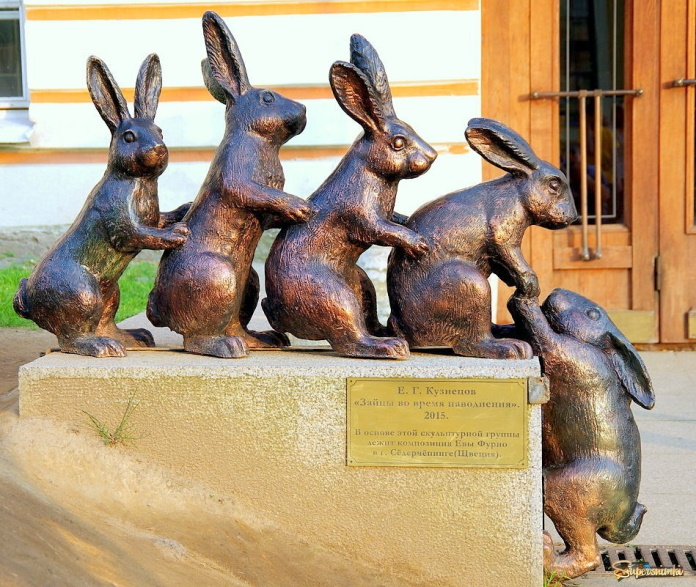 Е. Г. Кузнецов
«Зайцы во время наводнения».
2015.
В основе этой скульптурной группы
лежит композиция Евы Фурно
в г. Сёдерчёпинге(Швеция).